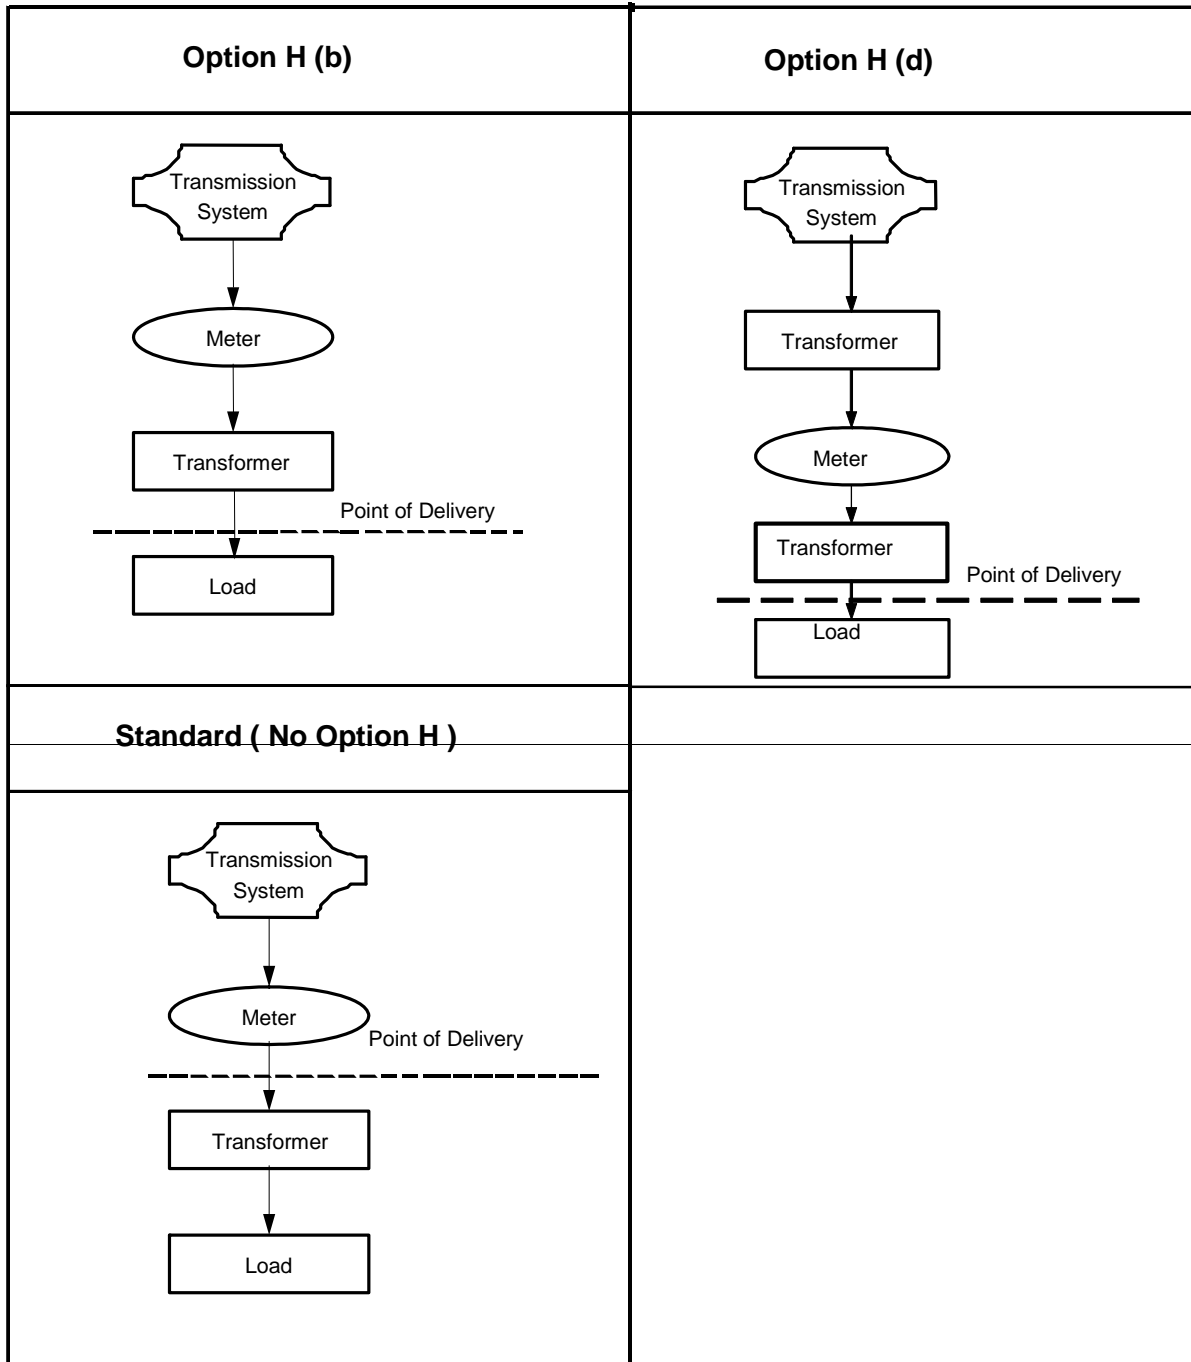 Option H (b)
Transmission
System
Meter
Transformer
Point of Delivery
Load
Option H (d)
Transmission
System
Transformer
Meter
Transformer
Point of Delivery
Load
Standard ( No Option H )
Transmission
System
Meter
Point of Delivery
Transformer
Load